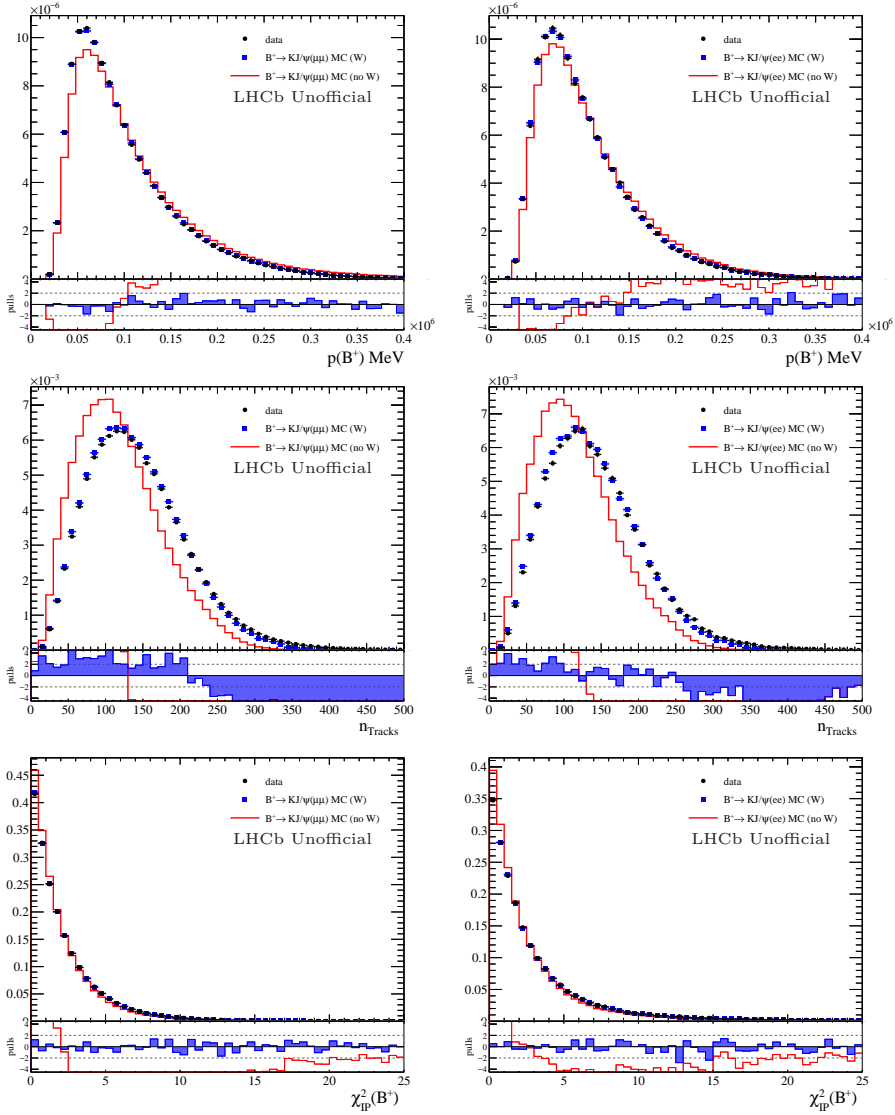 ×10⁻⁶
data
B⁺→ KJ/ψ(μμ) MC (W)
B⁺→ KJ/ψ(μμ) MC (no W)
LHCb Unofficial
10
8
6
4
2
0
pulls
4
2
0
−2
−4
0 0.05 0.1 0.15 0.2 0.25 0.3 0.35 0.4
×10⁶
p(B⁺) MeV
×10⁻⁶
data
B⁺→ KJ/ψ(ee) MC (W)
B⁺→ KJ/ψ(ee) MC (no W)
LHCb Unofficial
10
8
6
4
2
0
pulls
4
2
0
−2
−4
0 0.05 0.1 0.15 0.2 0.25 0.3 0.35 0.4
×10⁶
p(B⁺) MeV
×10⁻³
data
B⁺→ KJ/ψ(μμ) MC (W)
B⁺→ KJ/ψ(μμ) MC (no W)
LHCb Unofficial
7
6
5
4
3
2
1
0
pulls
4
2
0
−2
−4
0 50 100 150 200 250 300 350 400 450 500
n_Tracks
×10⁻³
data
B⁺→ KJ/ψ(ee) MC (W)
B⁺→ KJ/ψ(ee) MC (no W)
LHCb Unofficial
7
6
5
4
3
2
1
0
pulls
4
2
0
−2
−4
0 50 100 150 200 250 300 350 400 450 500
n_Tracks
data
B⁺→ KJ/ψ(μμ) MC (W)
B⁺→ KJ/ψ(μμ) MC (no W)
LHCb Unofficial
0.45
0.4
0.35
0.3
0.25
0.2
0.15
0.1
0.05
0
pulls
4
2
0
−2
−4
0 5 10 15 20 25
χ²_IP(B⁺)
data
B⁺→ KJ/ψ(ee) MC (W)
B⁺→ KJ/ψ(ee) MC (no W)
LHCb Unofficial
0.4
0.35
0.3
0.25
0.2
0.15
0.1
0.05
0
pulls
4
2
0
−2
−4
0 5 10 15 20 25
χ²_IP(B⁺)